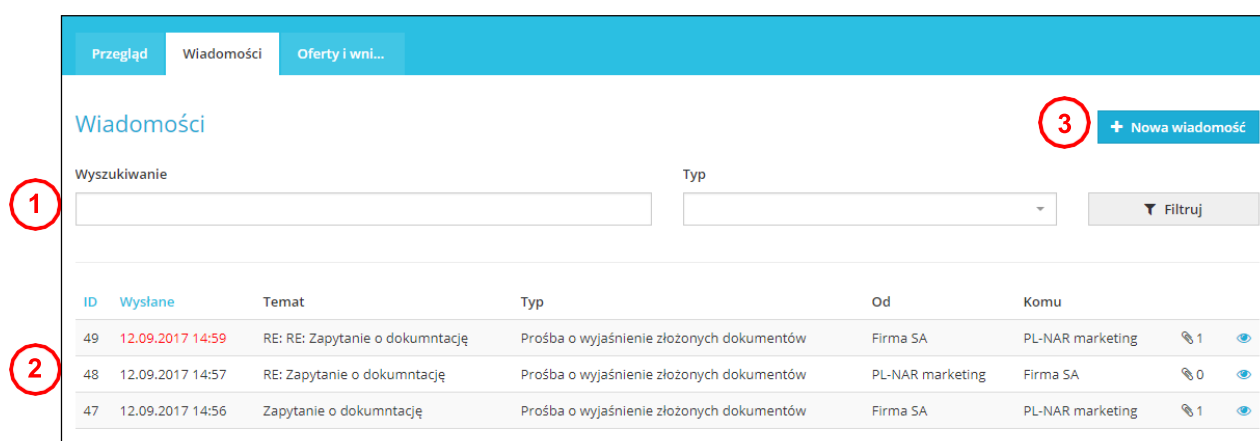 Przegląd Wiadomości Oferty i wni...
Wiadomości
3 + Nowa wiadomość
Wyszukiwanie Typ
1 Filtruj
ID Wysłane Temat Typ Od Komu
49 12.09.2017 14:59 RE: RE: Zapytanie o dokumntację Prośba o wyjaśnienie złożonych dokumentów Firma SA PL-NAR marketing 1
2 48 12.09.2017 14:57 RE: Zapytanie o dokumntację Prośba o wyjaśnienie złożonych dokumentów PL-NAR marketing Firma SA 0
47 12.09.2017 14:56 Zapytanie o dokumntację Prośba o wyjaśnienie złożonych dokumentów Firma SA PL-NAR marketing 1